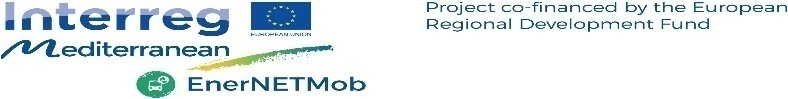 Interreg
EUROPEAN UNION
Mediterranean
EnerNETMob
Project co-financed by the European
Regional Development Fund